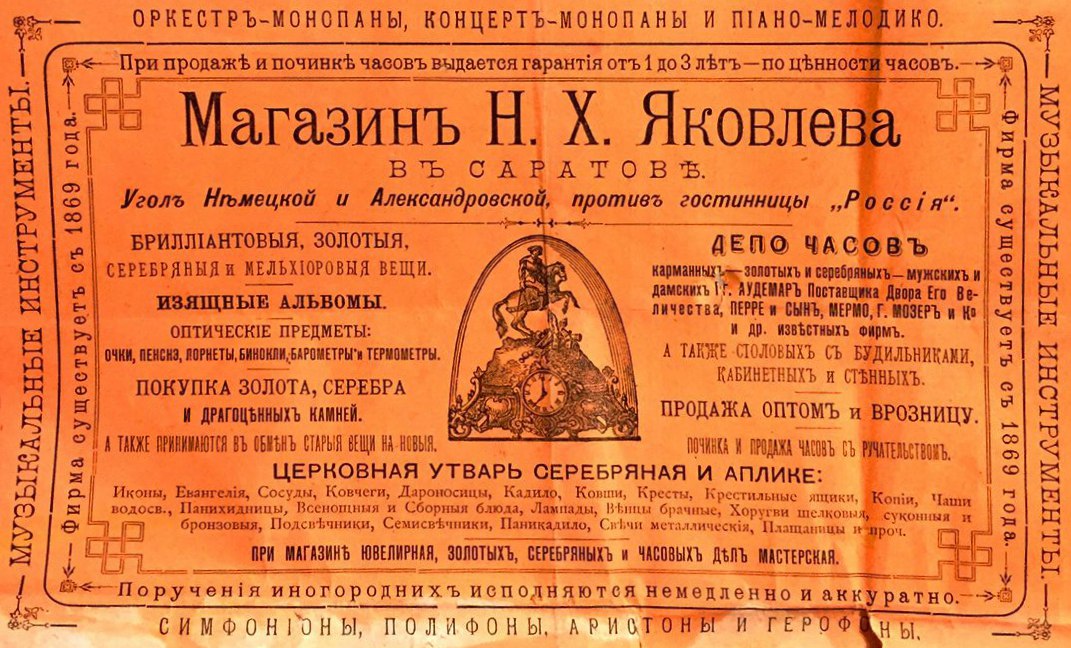 ОРКЕСТРЪ-МОНОПАНЫ, КОНЦЕРТЪ-МОНОПАНЫ И ПІАНО-МЕЛОДИКО.
МУЗЫКАЛЬНЫЕ ИНСТРУМЕНТЫ.
Фирма существуетъ съ 1869 года.
При продажѣ и починкѣ часовъ выдается гарантія отъ 1 до 3 лѣтъ — по цѣнности часовъ.
Магазинъ Н. Х. Яковлева
ВЪ САРАТОВѢ.
Уголъ Нѣмецкой и Александровской, противъ гостинницы „Россія“.
БРИЛЛІАНТОВЫЯ, ЗОЛОТЫЯ,
СЕРЕБРЯНЫЯ и МЕЛЬХІОРОВЫЯ ВЕЩИ.
ИЗЯЩНЫЕ АЛЬБОМЫ.
ОПТИЧЕСКІЕ ПРЕДМЕТЫ:
ОЧКИ, ПЕНСНЭ, ЛОРНЕТЫ, БИНОКЛИ, БАРОМЕТРЫ и ТЕРМОМЕТРЫ.
ПОКУПКА ЗОЛОТА, СЕРЕБРА
И ДРАГОЦѢННЫХЪ КАМНЕЙ.
А ТАКЖЕ ПРИНИМАЮТСЯ ВЪ ОБМѢНЪ СТАРЫЯ ВЕЩИ НА НОВЫЯ.
ДЕПО ЧАСОВЪ
карманныхъ — золотыхъ и серебряныхъ — мужскихъ и
дамскихъ Гг. АУДЕМАРЪ Поставщика Двора Его Ве-
личества, ПЕРРЕ и СЫНЪ, МЕРМО, Г. МОЗЕРЪ и Ко
и др. извѣстныхъ фирмъ.
А ТАКЖЕ СТОЛОВЫХЪ СЪ БУДИЛЬНИКАМИ,
КАБИНЕТНЫХЪ И СТѢННЫХЪ.
ПРОДАЖА ОПТОМЪ и ВРОЗНИЦУ.
ПОЧИНКА И ПРОДАЖА ЧАСОВЪ СЪ РУЧАТЕЛЬСТВОМЪ.
ЦЕРКОВНАЯ УТВАРЬ СЕРЕБРЯНАЯ И АПЛИКЕ:
Иконы, Евангелія, Сосуды, Ковчеги, Дароносицы, Кадило, Ковши, Кресты, Крестильные ящики, Копіи, Чаши
водосв., Панихидницы, Всенощныя и Сборныя блюда, Лампады, Вѣнцы брачные, Хоругви шелковыя, суконныя и
бронзовыя, Подсвѣчники, Семисвѣчники, Паникадило, Свѣчи металлическія, Плащаницы и проч.
ПРИ МАГАЗИНѢ ЮВЕЛИРНАЯ, ЗОЛОТЫХЪ, СЕРЕБРЯНЫХЪ и ЧАСОВЫХЪ ДѢЛЪ МАСТЕРСКАЯ.
Порученія иногороднихъ исполняются немедленно и аккуратно.
Фирма существуетъ съ 1869 года.
МУЗЫКАЛЬНЫЕ ИНСТРУМЕНТЫ.
СИМФОНІОНЫ, ПОЛИФОНЫ, АРИСТОНЫ И ГЕРОФОНЫ.